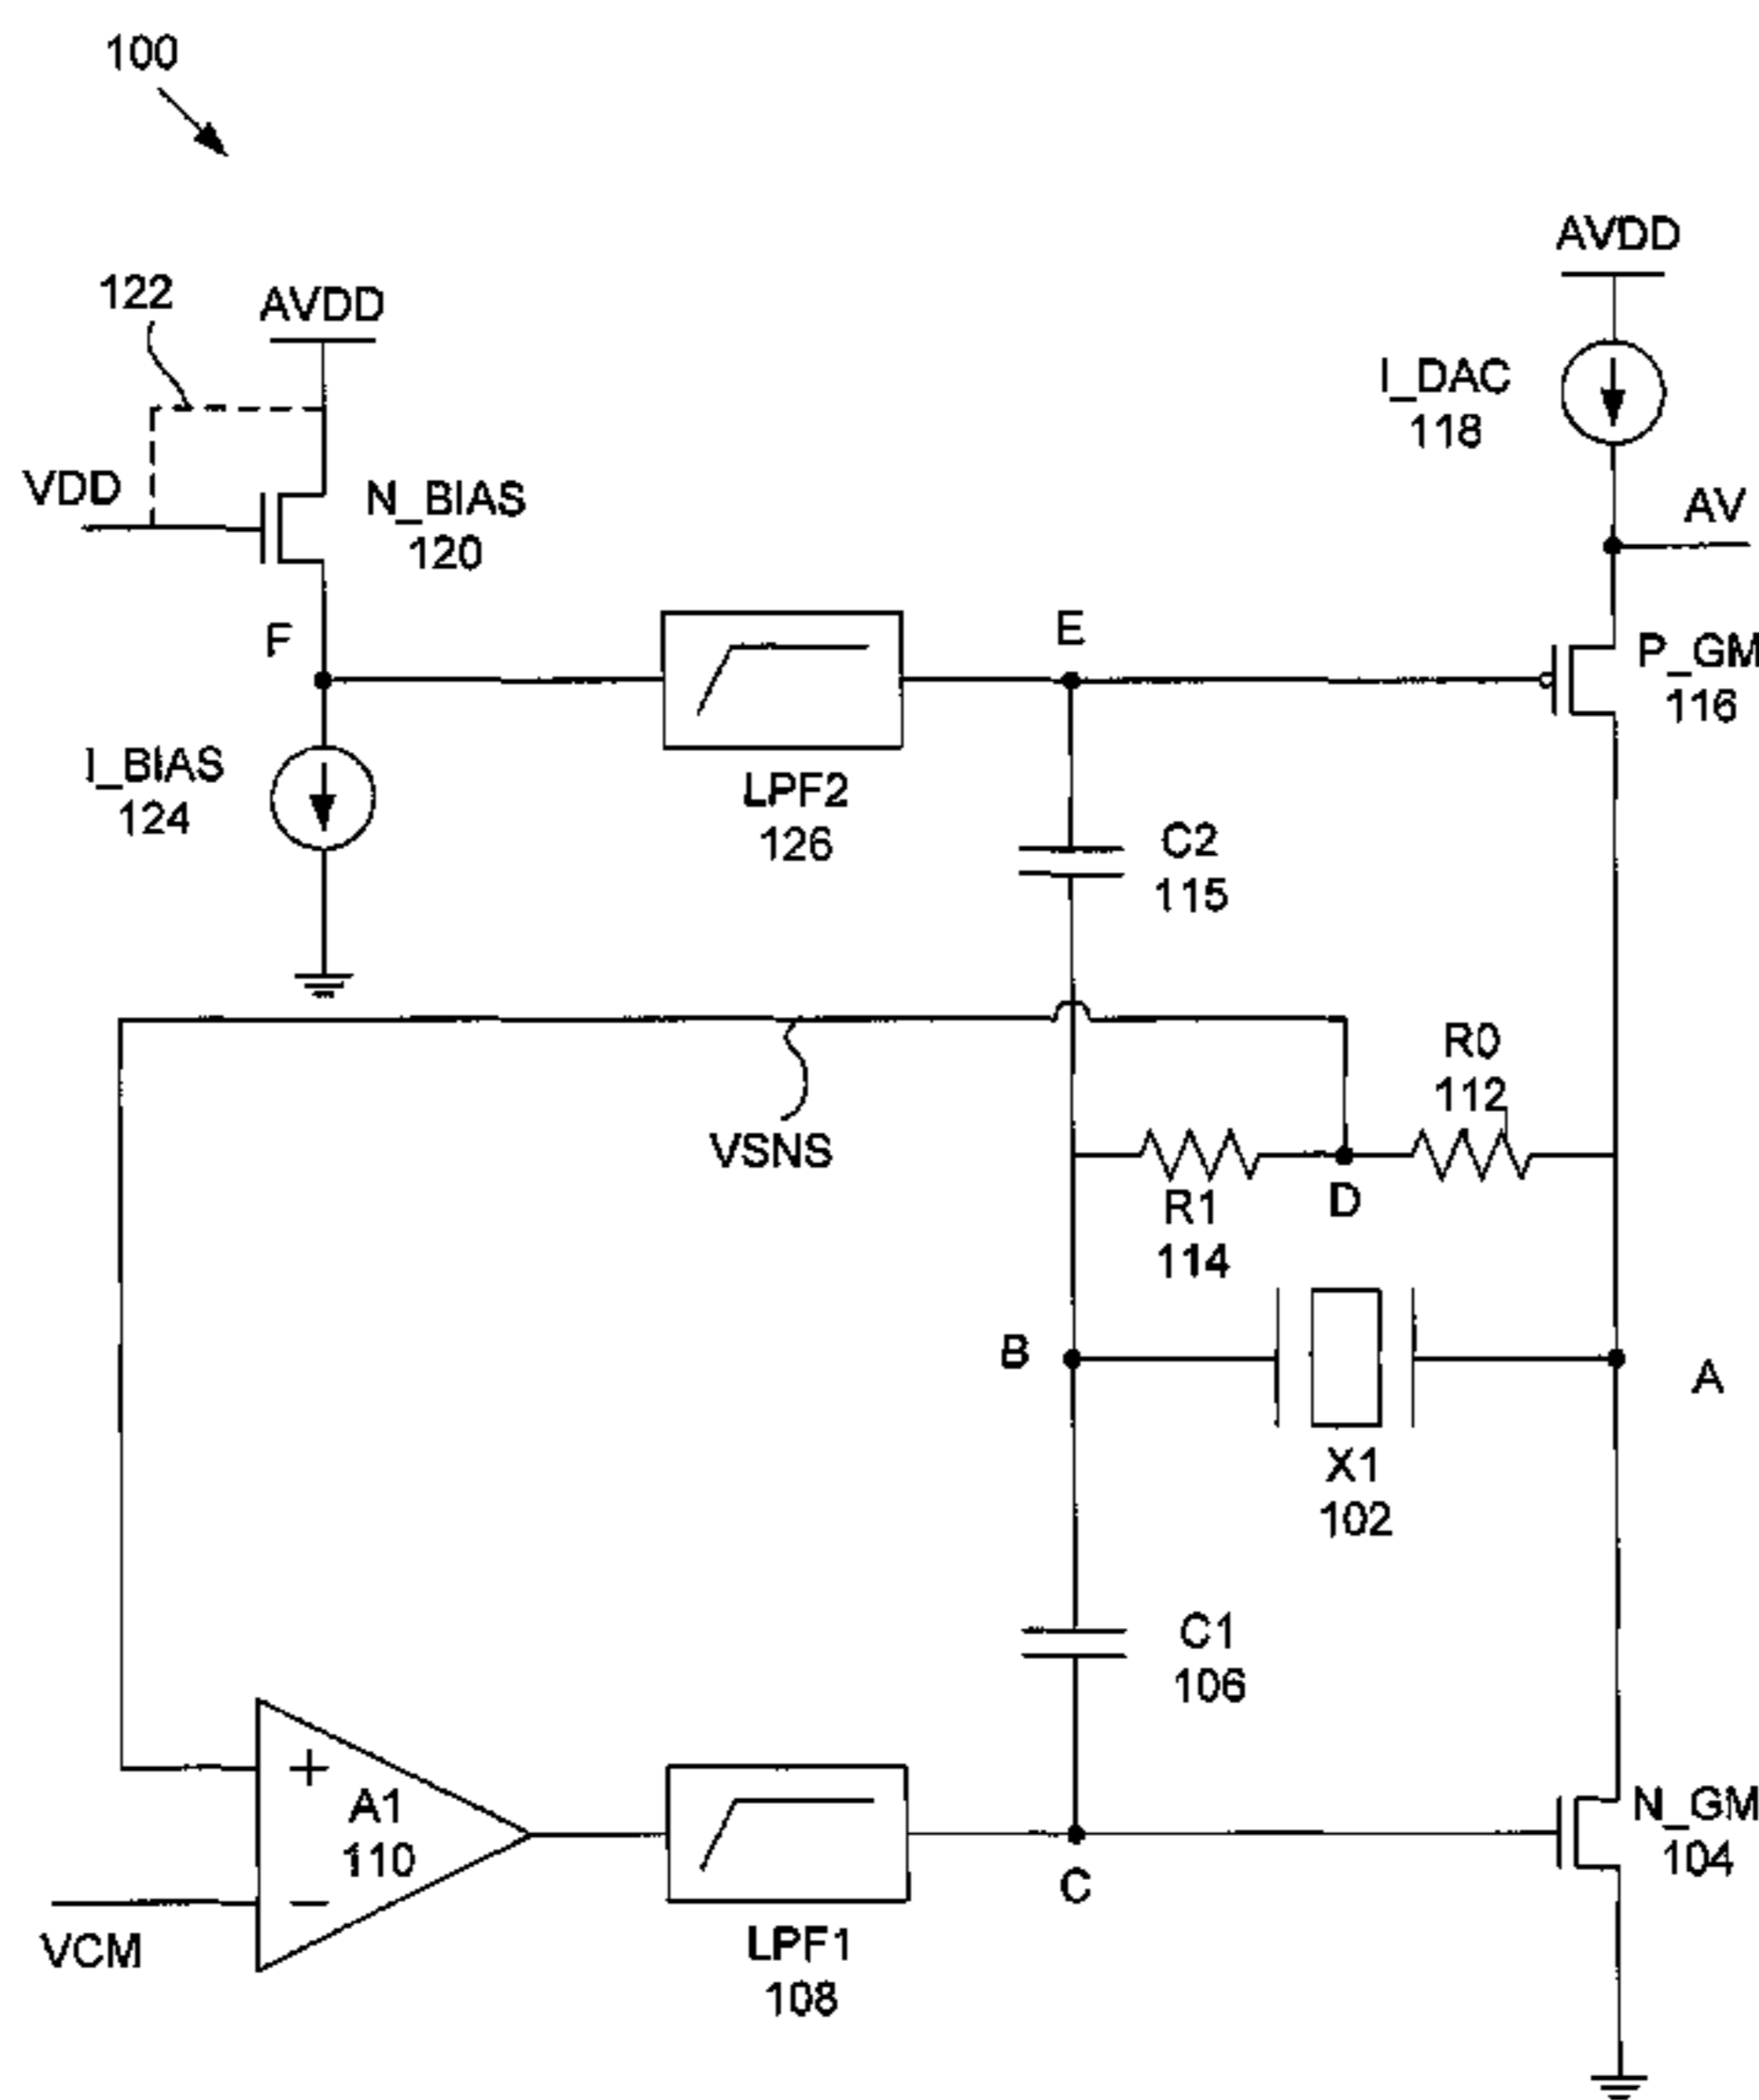 100
AVDD
122
AVDD
I_DAC
118
VDD
N_BIAS
120
AV
F
E
P_GM
116
I_BIAS
124
LPF2
126
C2
115
R0
112
VSNS
R1
114
D
B
A
X1
102
C1
106
+
A1
110
−
VCM
LPF1
108
C
N_GM
104